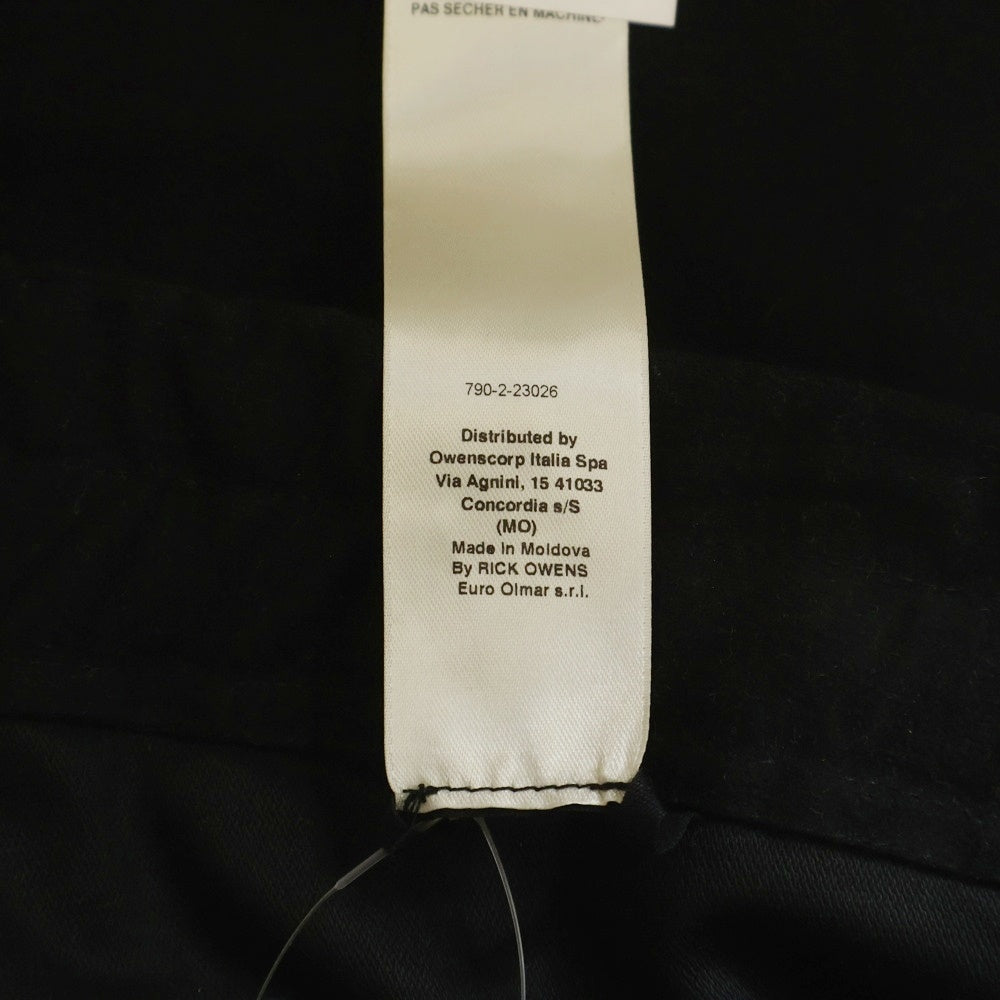 PAS SECHER EN MACHINE
790-2-23026
Distributed by
Owenscorp Italia Spa
Via Agnini, 15 41033
Concordia s/S
(MO)
Made in Moldova
By RICK OWENS
Euro Olmar s.r.l.